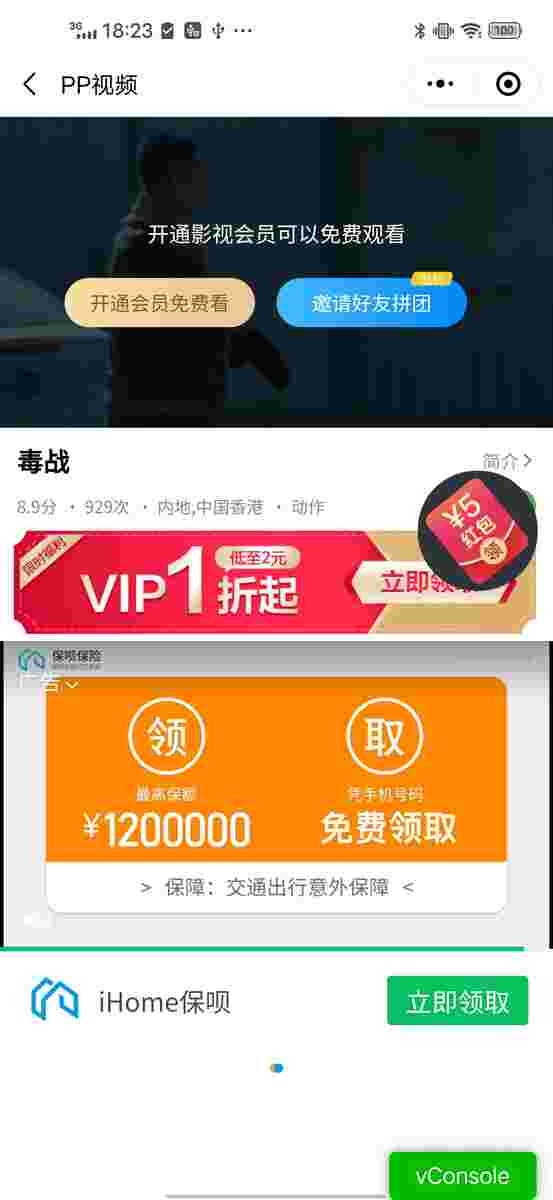 3G 18:23 100
PP视频
开通影视会员可以免费观看
开通会员免费看
邀请好友拼团
毒战
简介
8.9分 · 929次 · 内地,中国香港 · 动作
¥5
红包
领
限时福利
VIP1折起
低至2元
立即领取
保呗保险
广告
领
取
最高保额
凭手机号码
¥1200000
免费领取
> 保障：交通出行意外保障 <
iHome保呗
立即领取
vConsole